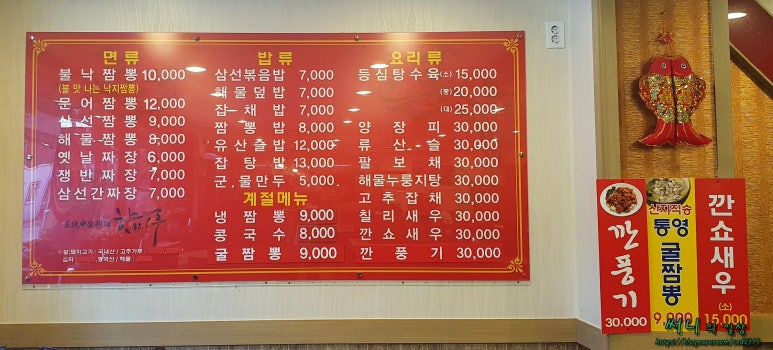 면 류
불 낙 짬 뽕 10,000
(불 맛 나는 낙지짬뽕)
문 어 짬 뽕 12,000
삼 선 짬 뽕 9,000
해 물 짬 뽕 8,000
옛 날 짜 장 6,000
쟁 반 짜 장 7,000
삼선간짜장 7,000
밥 류
삼선볶음밥 7,000
해 물 덮 밥 7,000
잡 채 밥 7,000
짬 뽕 밥 8,000
유 산 슬 밥 12,000
잡 탕 밥 13,000
군 물 만 두 5,000
계절메뉴
냉 짬 뽕 9,000
콩 국 수 8,000
굴 짬 뽕 9,000
요 리 류
등심탕수육 (소) 15,000
(중) 20,000
(대) 25,000
양 장 피 30,000
류 산 슬 30,000
팔 보 채 30,000
해물누룽지탕 30,000
고 추 잡 채 30,000
칠 리 새 우 30,000
깐 쇼 새 우 30,000
깐 풍 기 30,000
깐풍기
30.000
산지직송
통영
굴짬뽕
9,000
깐쇼새우
(소)
15,000
써니의 일상